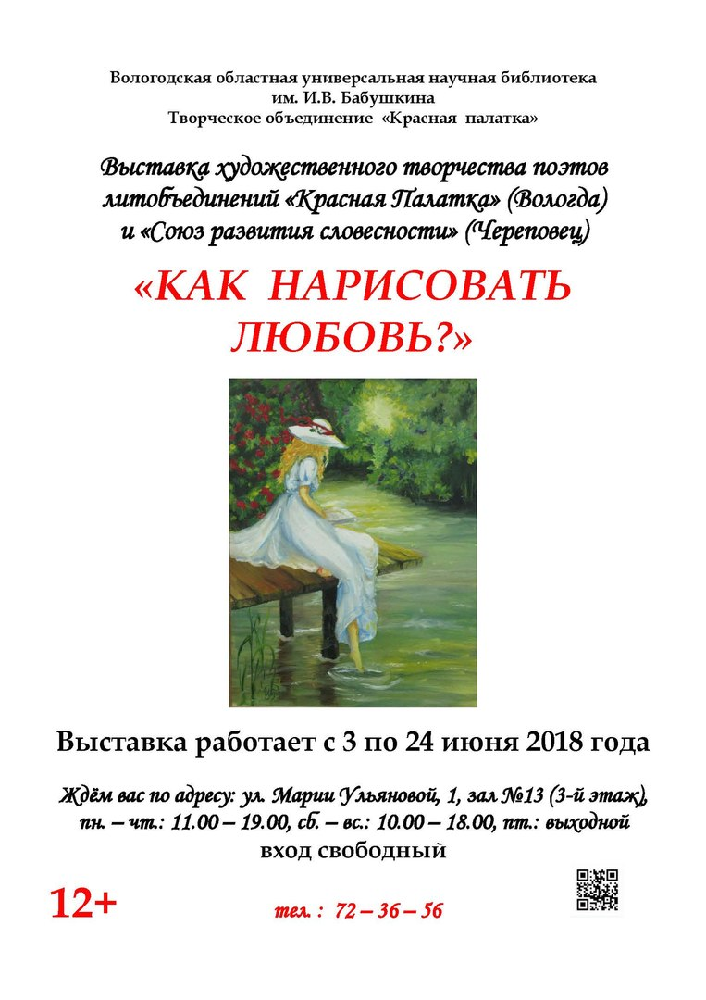 Вологодская областная универсальная научная библиотека
им. И.В. Бабушкина
Творческое объединение «Красная палатка»
Выставка художественного творчества поэтов
литобъединений «Красная Палатка» (Вологда)
и «Союз развития словесности» (Череповец)
«КАК НАРИСОВАТЬ
ЛЮБОВЬ?»
Выставка работает с 3 по 24 июня 2018 года
Ждём вас по адресу: ул. Марии Ульяновой, 1, зал №13 (3-й этаж),
пн. – чт.: 11.00 – 19.00, сб. – вс.: 10.00 – 18.00, пт.: выходной
вход свободный
12+
тел. : 72 – 36 – 56